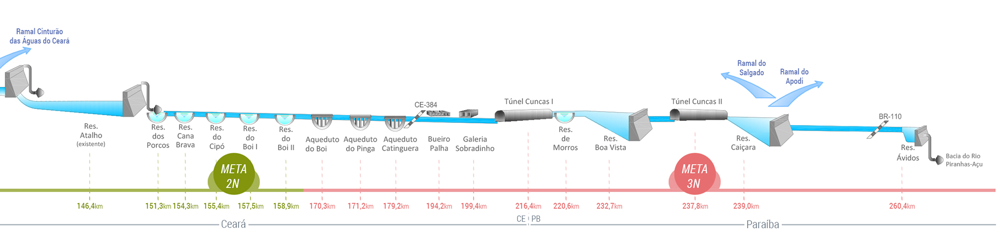 Ramal Cinturão
das Águas do Ceará
Ramal do
Salgado
Ramal do
Apodi
Túnel Cuncas I
Túnel Cuncas II
CE-384
BR-110
Res.
Atalho
(existente)
Res.
dos
Porcos
Res.
Cana
Brava
Res.
do
Cipó
Res.
do
Boi I
Res.
do
Boi II
Aqueduto
do Boi
Aqueduto
do Pinga
Aqueduto
Catinguera
Bueiro
Palha
Galeria
Sobradinho
Res.
de
Morros
Res.
Boa Vista
Res.
Caiçara
Res.
Ávidos
Bacia do Rio
Piranhas-Açu
META
2N
META
3N
146,4km
151,3km
154,3km
155,4km
157,5km
158,9km
170,3km
171,2km
179,2km
194,2km
199,4km
216,4km
220,6km
232,7km
237,8km
239,0km
260,4km
CE
PB
Ceará
Paraíba